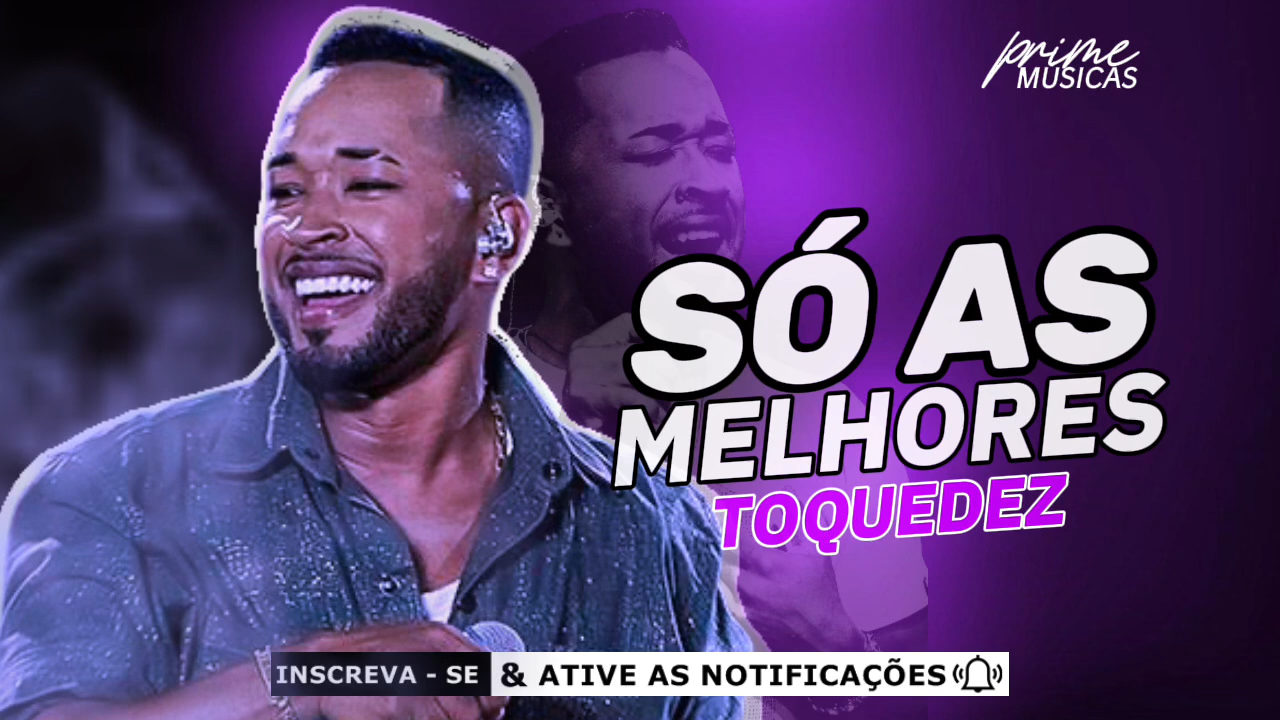 prime
MUSICAS
SÓ AS
MELHORES
TOQUEDEZ
INSCREVA - SE & ATIVE AS NOTIFICAÇÕES